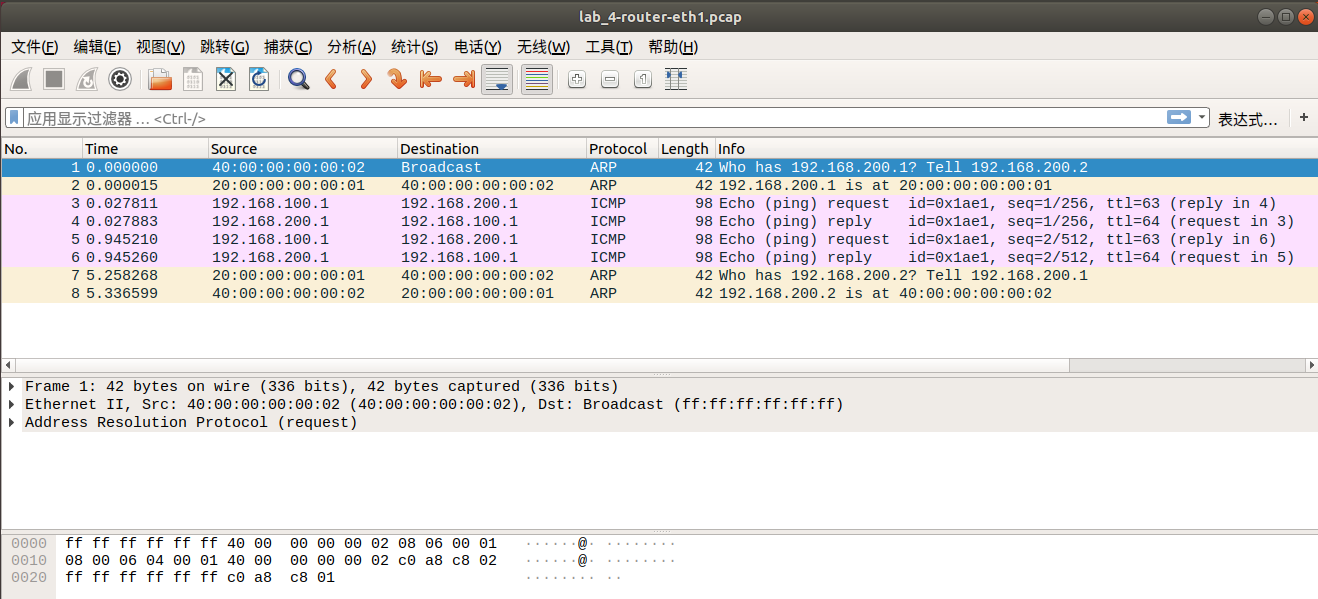 lab_4-router-eth1.pcap
文件(F) 编辑(E) 视图(V) 跳转(G) 捕获(C) 分析(A) 统计(S) 电话(Y) 无线(W) 工具(T) 帮助(H)
应用显示过滤器 … <Ctrl-/> 表达式… +
No. Time Source Destination Protocol Length Info
1 0.000000 40:00:00:00:00:02 Broadcast ARP 42 Who has 192.168.200.1? Tell 192.168.200.2
2 0.000015 20:00:00:00:00:01 40:00:00:00:00:02 ARP 42 192.168.200.1 is at 20:00:00:00:00:01
3 0.027811 192.168.100.1 192.168.200.1 ICMP 98 Echo (ping) request id=0x1ae1, seq=1/256, ttl=63 (reply in 4)
4 0.027883 192.168.200.1 192.168.100.1 ICMP 98 Echo (ping) reply id=0x1ae1, seq=1/256, ttl=64 (request in 3)
5 0.945210 192.168.100.1 192.168.200.1 ICMP 98 Echo (ping) request id=0x1ae1, seq=2/512, ttl=63 (reply in 6)
6 0.945260 192.168.200.1 192.168.100.1 ICMP 98 Echo (ping) reply id=0x1ae1, seq=2/512, ttl=64 (request in 5)
7 5.258268 20:00:00:00:00:01 40:00:00:00:00:02 ARP 42 Who has 192.168.200.2? Tell 192.168.200.1
8 5.336599 40:00:00:00:00:02 20:00:00:00:00:01 ARP 42 192.168.200.2 is at 40:00:00:00:00:02
Frame 1: 42 bytes on wire (336 bits), 42 bytes captured (336 bits)
Ethernet II, Src: 40:00:00:00:00:02 (40:00:00:00:00:02), Dst: Broadcast (ff:ff:ff:ff:ff:ff)
Address Resolution Protocol (request)
0000 ff ff ff ff ff ff 40 00 00 00 00 02 08 06 00 01 ······@· ········
0010 08 00 06 04 00 01 40 00 00 00 00 02 c0 a8 c8 02 ······@· ········
0020 ff ff ff ff ff ff c0 a8 c8 01 ········ ··